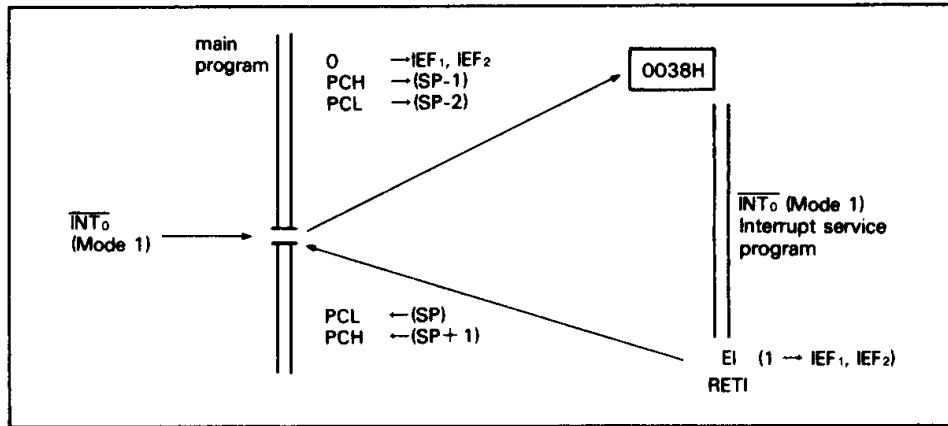 main
program
O → IEF₁, IEF₂
PCH → (SP-1)
PCL → (SP-2)
0038H
INT₀
(Mode 1)
INT₀ (Mode 1)
Interrupt service
program
PCL ← (SP)
PCH ← (SP+1)
EI (1 → IEF₁, IEF₂)
RETI